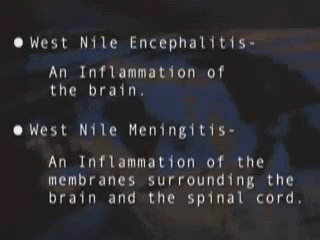 ● West Nile Encephalitis-
An Inflammation of
the brain.
● West Nile Meningitis-
An Inflammation of the
membranes surrounding the
brain and the spinal cord.